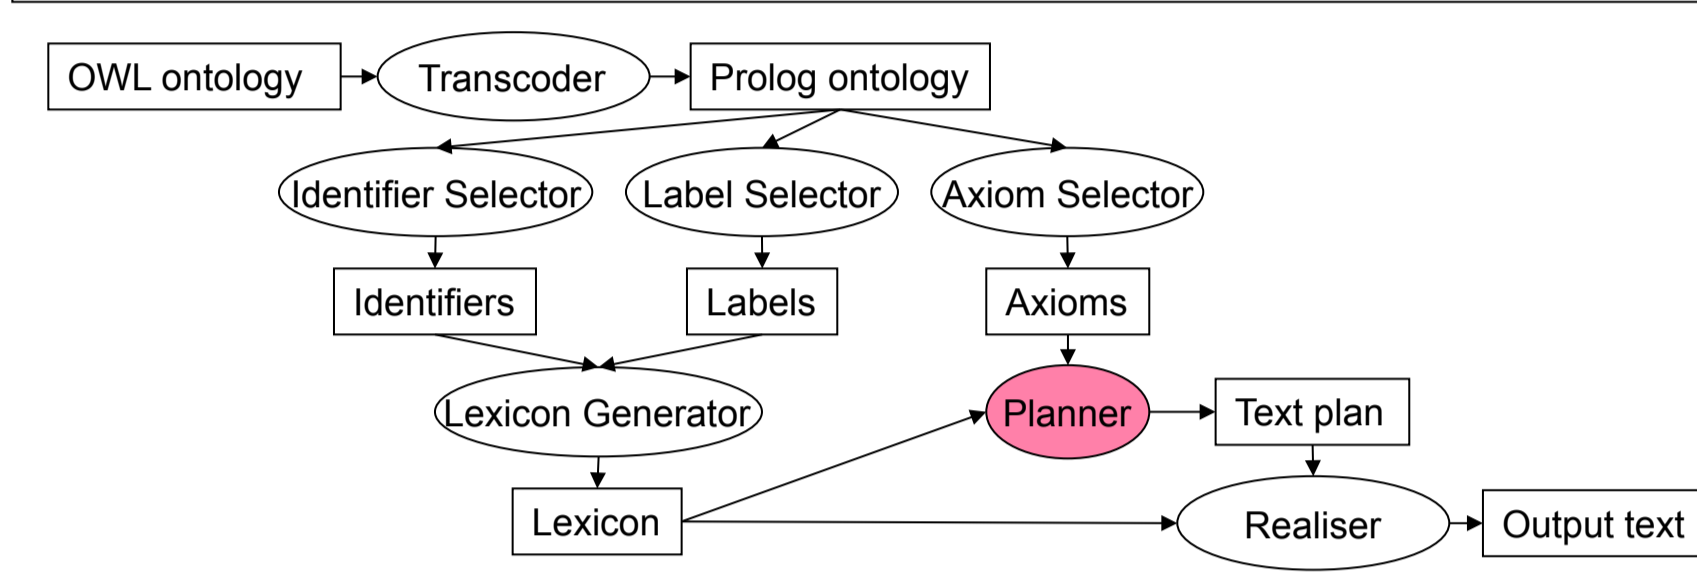 OWL ontology
Transcoder
Prolog ontology
Identifier Selector
Label Selector
Axiom Selector
Identifiers
Labels
Axioms
Lexicon Generator
Planner
Text plan
Lexicon
Realiser
Output text